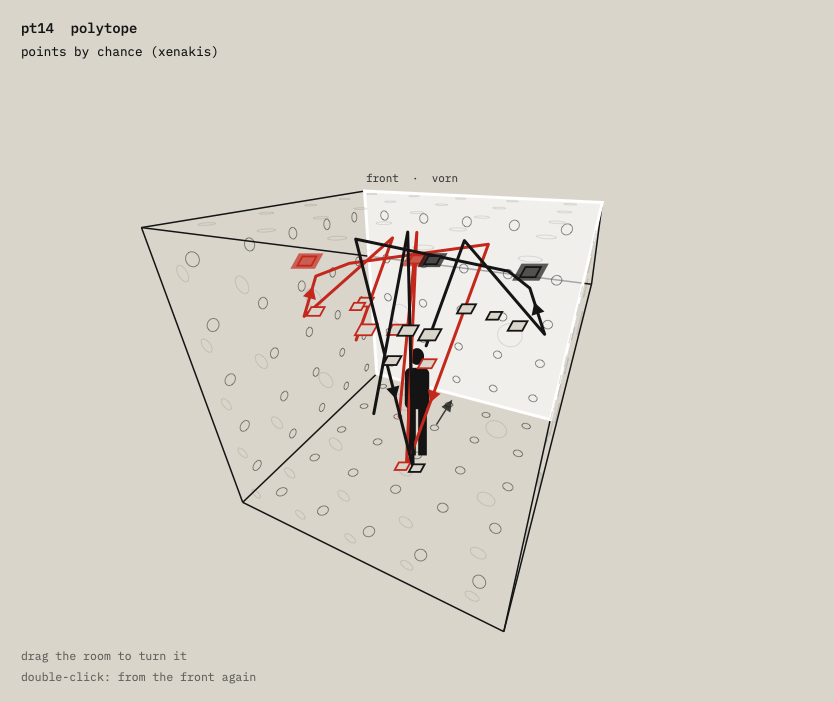 pt14  polytope
points by chance (xenakis)
front · vorn
drag the room to turn it
double-click: from the front again